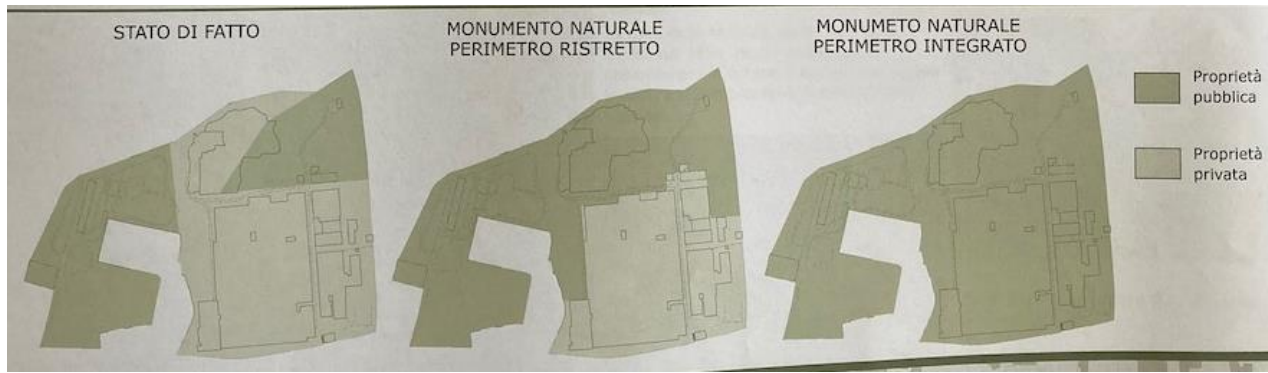 STATO DI FATTO
MONUMENTO NATURALE
PERIMETRO RISTRETTO
MONUMETO NATURALE
PERIMETRO INTEGRATO
Proprietà
pubblica
Proprietà
privata